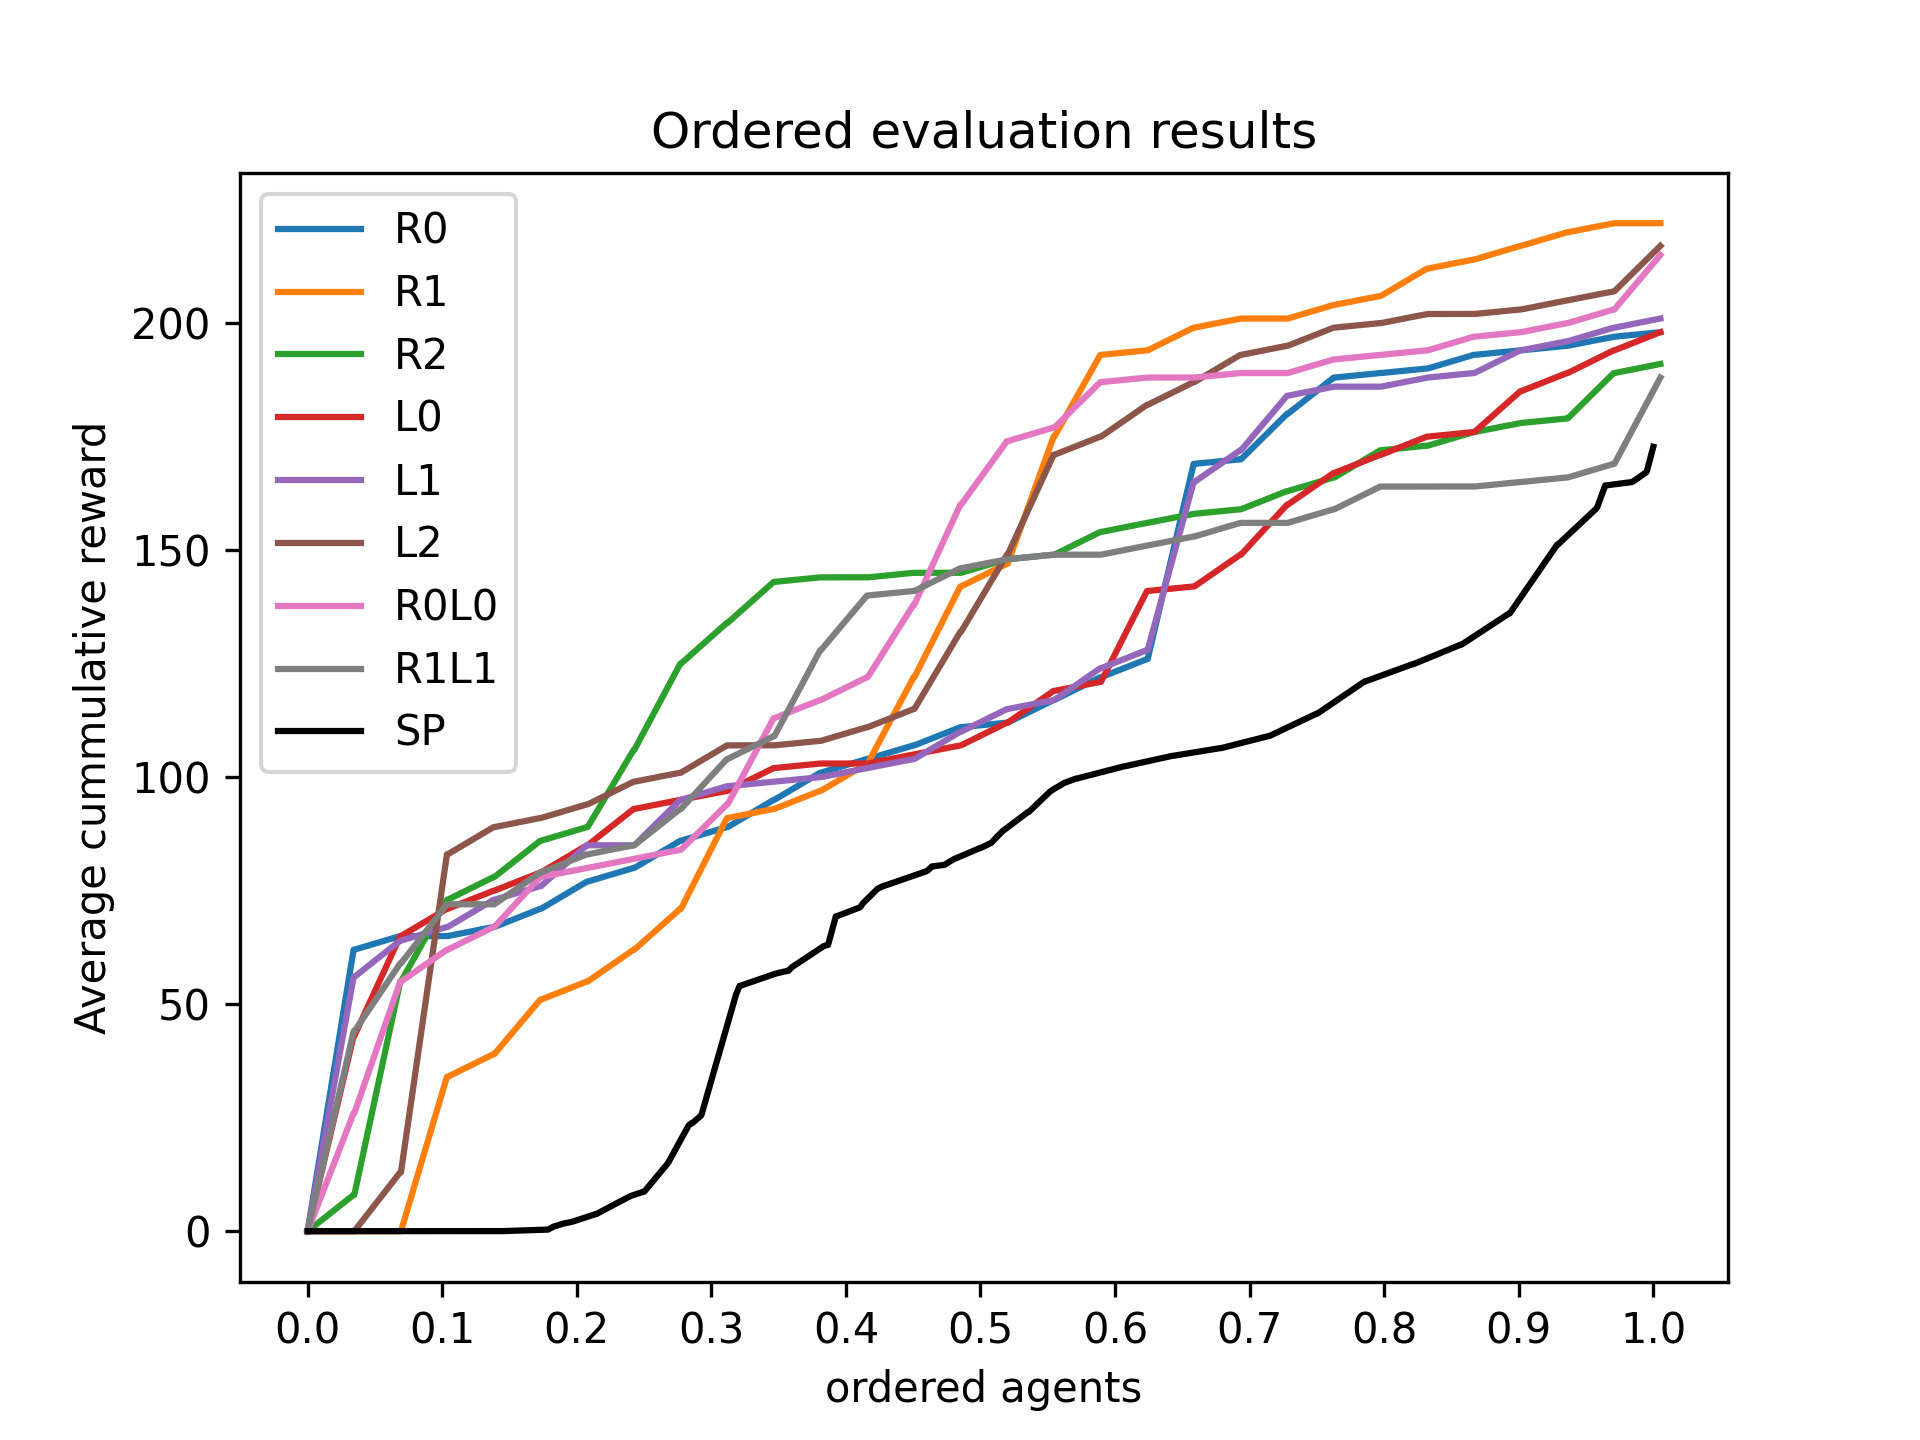 Ordered evaluation results
R0
R1
R2
L0
L1
L2
R0L0
R1L1
SP
Average cummulative reward
200
150
100
50
0
0.0 0.1 0.2 0.3 0.4 0.5 0.6 0.7 0.8 0.9 1.0
ordered agents